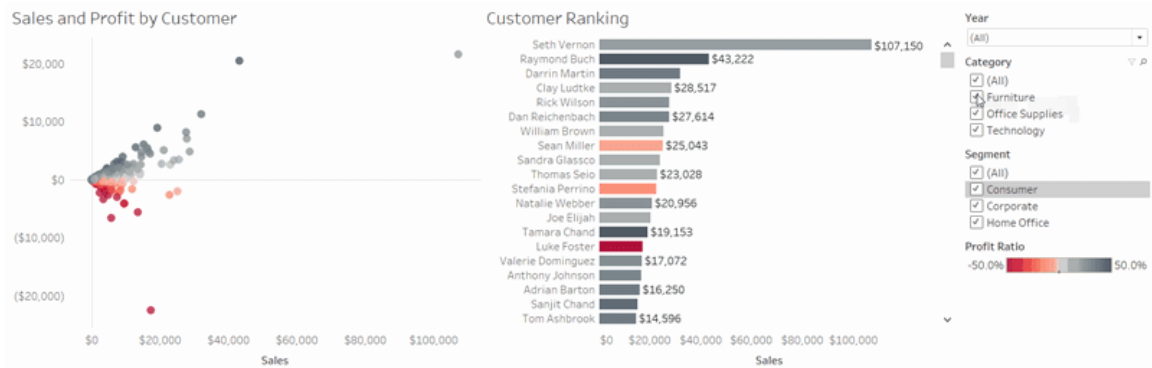 Sales and Profit by Customer
$20,000
$10,000
$0
($10,000)
($20,000)
$0 $20,000 $40,000 $60,000 $80,000 $100,000
Sales
Customer Ranking
Seth Vernon $107,150
Raymond Buch $43,222
Darrin Martin
Clay Ludtke $28,517
Rick Wilson
Dan Reichenbach $27,614
William Brown
Sean Miller $25,043
Sandra Glassco
Thomas Seio $23,028
Stefania Perrino
Natalie Webber $20,956
Joe Elijah
Tamara Chand $19,153
Luke Foster
Valerie Dominguez $17,072
Anthony Johnson
Adrian Barton $16,250
Sanjit Chand
Tom Ashbrook $14,596
$0 $20,000 $40,000 $60,000 $80,000 $100,000
Sales
Year
(All)
Category
(All)
Furniture
Office Supplies
Technology
Segment
(All)
Consumer
Corporate
Home Office
Profit Ratio
-50.0% 50.0%